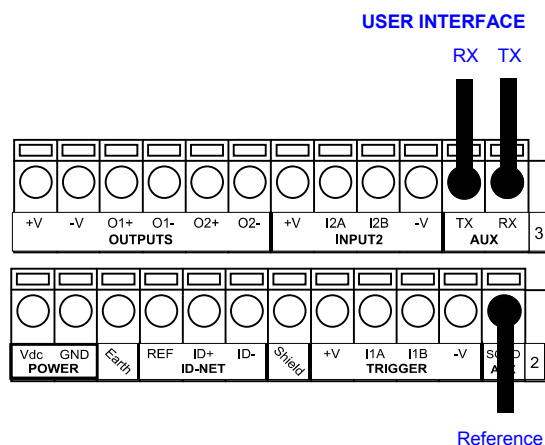 USER INTERFACE
RX TX
+V -V O1+ O1- O2+ O2- +V I2A I2B -V TX RX
OUTPUTS INPUT2 AUX
3
Vdc GND Earth REF ID+ ID- Shield +V I1A I1B -V
POWER ID-NET TRIGGER
2
Reference